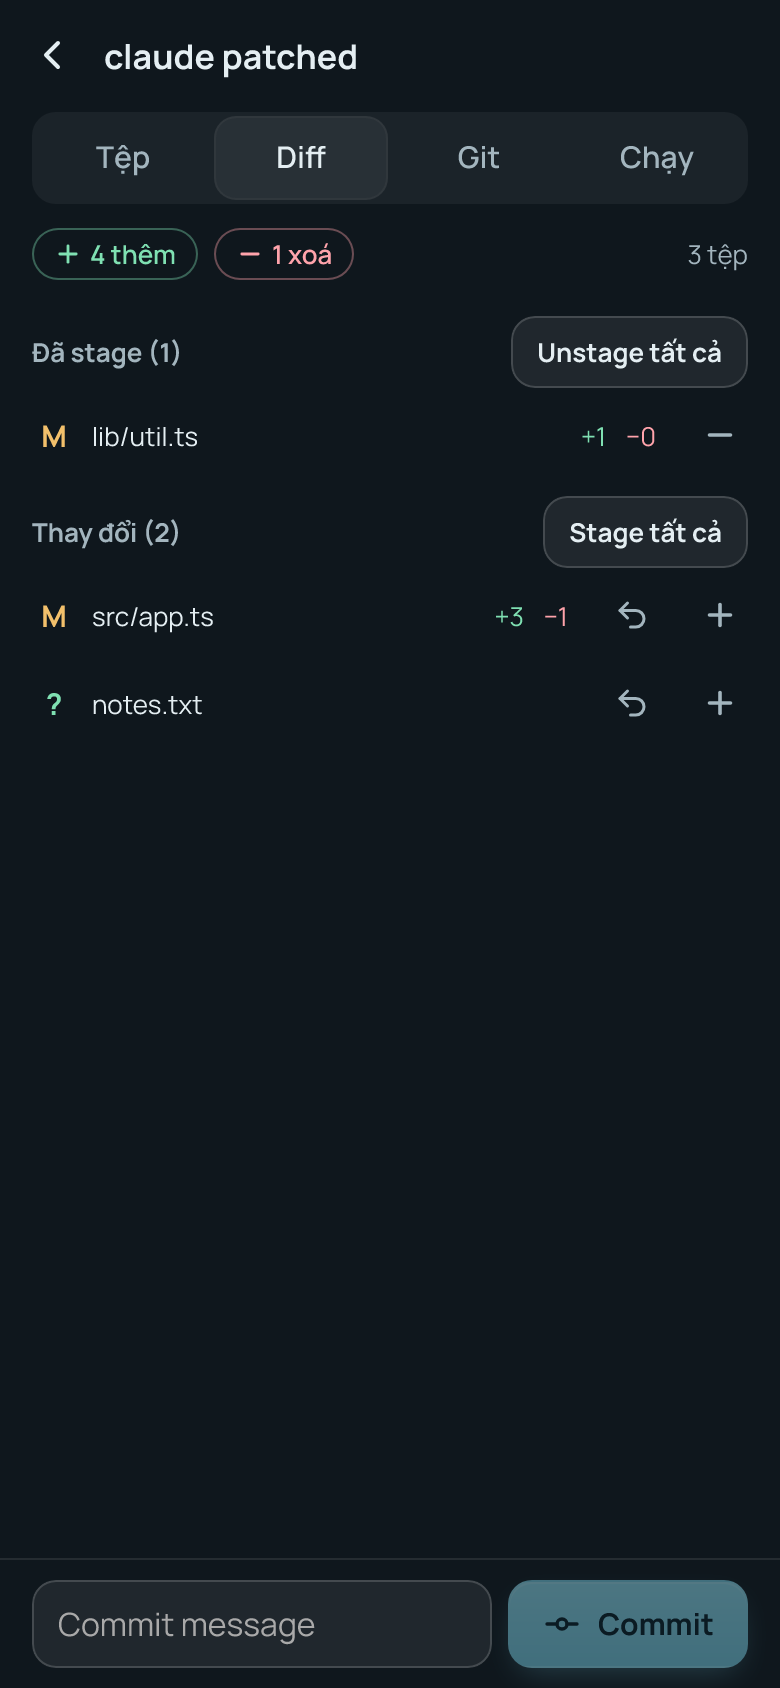 claude patched
Tệp Diff Git Chạy
+ 4 thêm − 1 xoá 3 tệp
Đã stage (1) Unstage tất cả
M lib/util.ts +1 −0 −
Thay đổi (2) Stage tất cả
M src/app.ts +3 −1 +
? notes.txt +
Commit message Commit